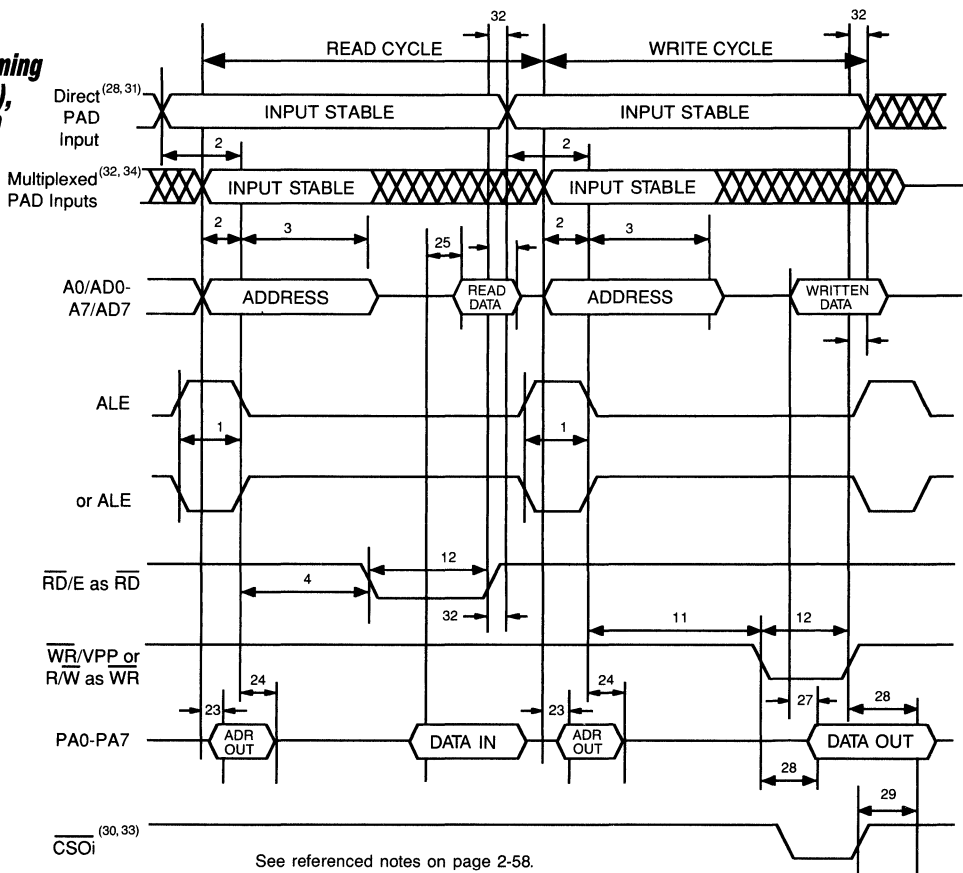 ming
),
32
32
READ CYCLE
WRITE CYCLE
Direct (28, 31)
PAD
Input
INPUT STABLE
INPUT STABLE
2
2
Multiplexed (32, 34)
PAD Inputs
INPUT STABLE
INPUT STABLE
2
3
25
2
3
A0/AD0-
A7/AD7
ADDRESS
READ
DATA
ADDRESS
WRITTEN
DATA
ALE
1
1
or ALE
RD/E as RD
4
12
32
11
12
WR/VPP or
R/W as WR
23
24
23
24
27
28
PA0-PA7
ADR
OUT
DATA IN
ADR
OUT
DATA OUT
28
29
CSOi (30, 33)
See referenced notes on page 2-58.